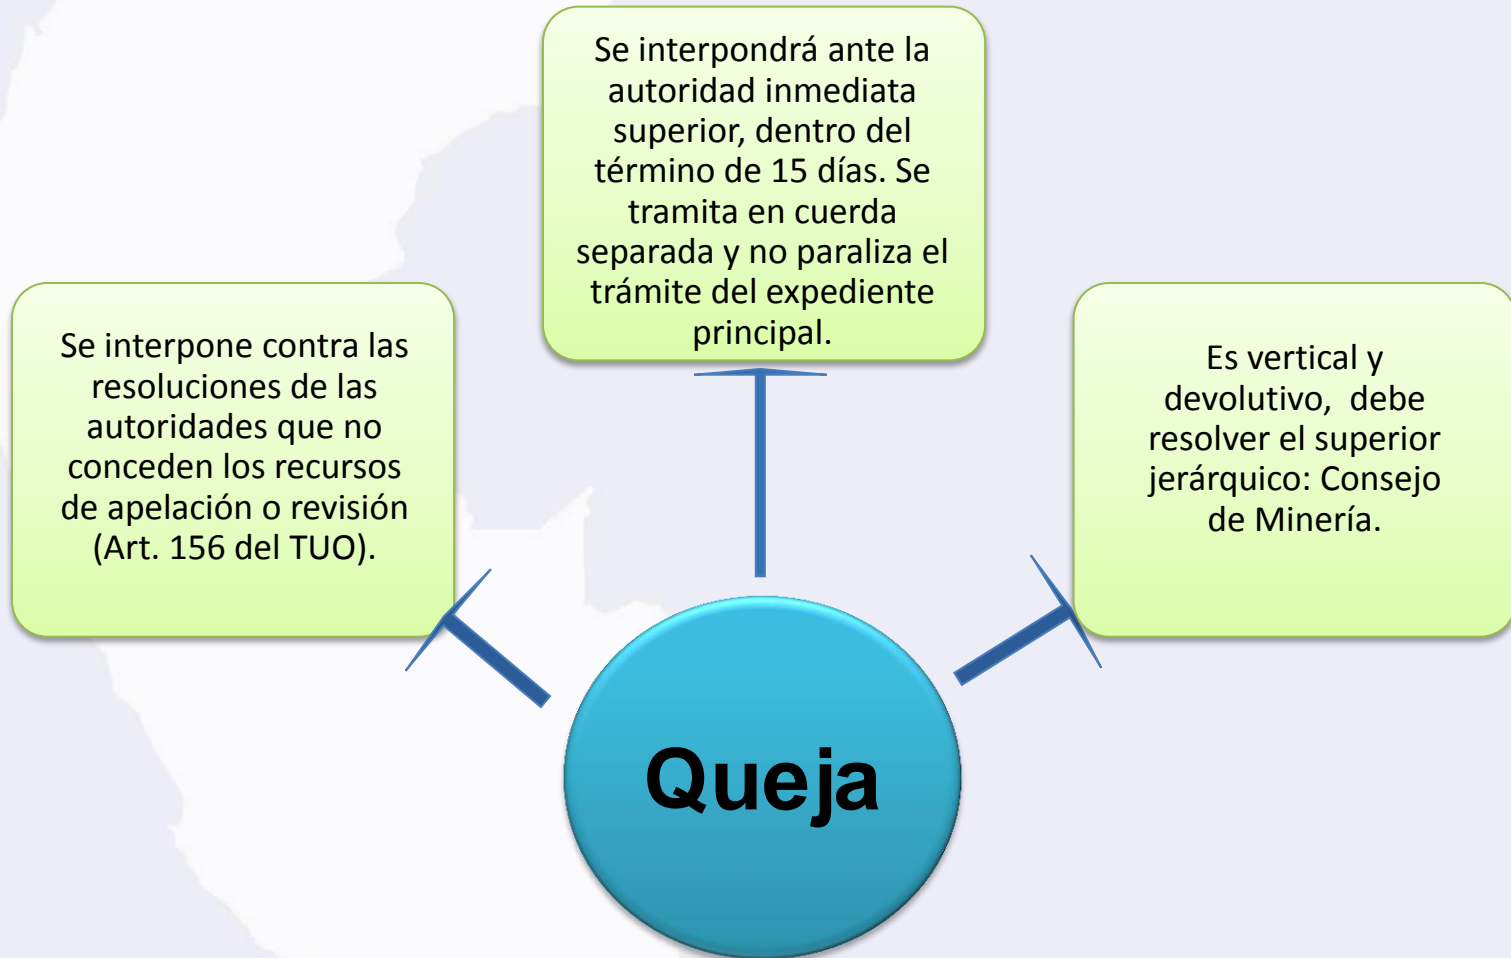 Se interpondrá ante la
autoridad inmediata
superior, dentro del
término de 15 días. Se
tramita en cuerda
separada y no paraliza el
trámite del expediente
principal.
Se interpone contra las
resoluciones de las
autoridades que no
conceden los recursos
de apelación o revisión
(Art. 156 del TUO).
Es vertical y
devolutivo, debe
resolver el superior
jerárquico: Consejo
de Minería.
Queja